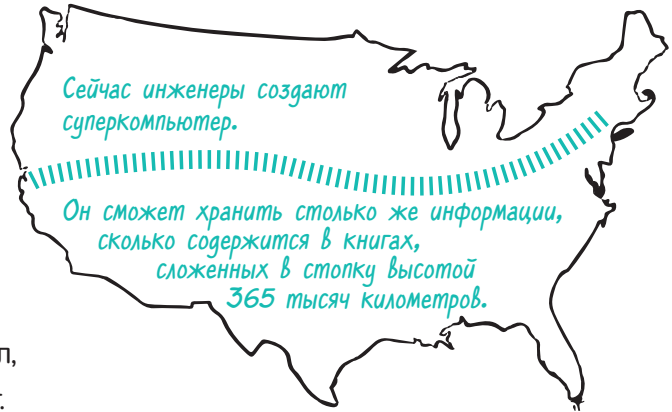 Сейчас инженеры создают
суперкомпьютер.
Он сможет хранить столько же информации,
сколько содержится в книгах,
сложенных в стопку высотой
365 тысяч километров.